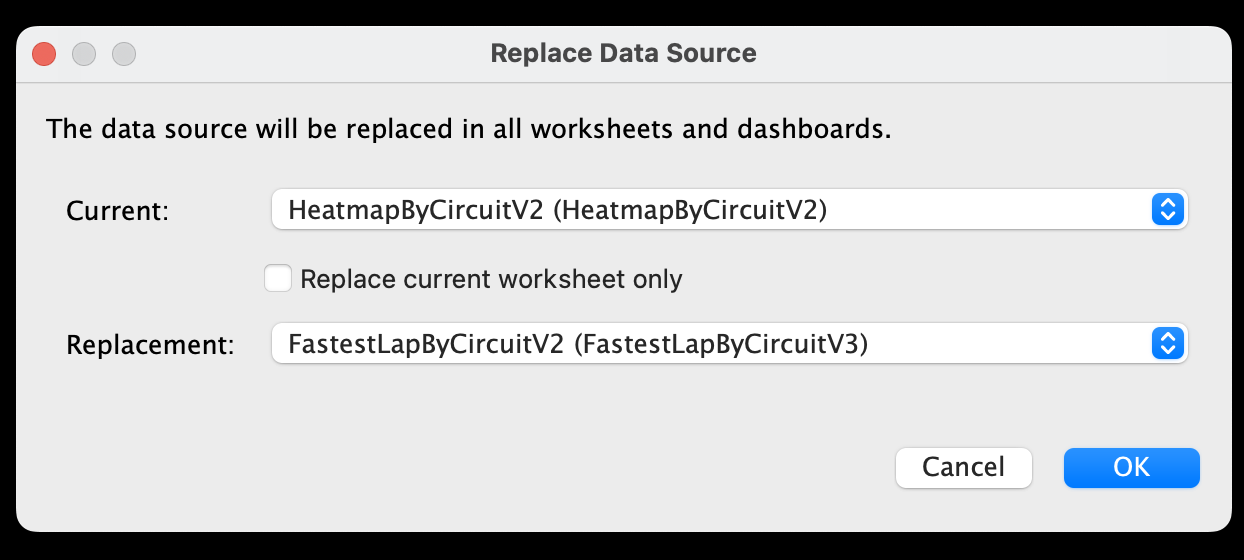 Replace Data Source
The data source will be replaced in all worksheets and dashboards.
Current: HeatmapByCircuitV2 (HeatmapByCircuitV2)
Replace current worksheet only
Replacement: FastestLapByCircuitV2 (FastestLapByCircuitV3)
Cancel OK